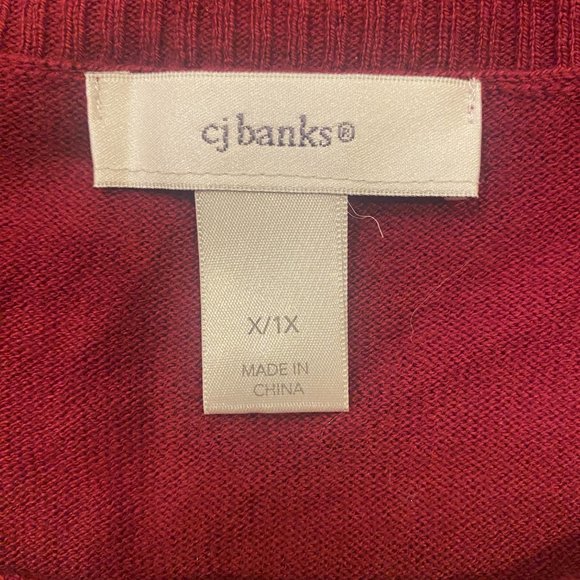 cj banks®
X/1X
MADE IN
CHINA